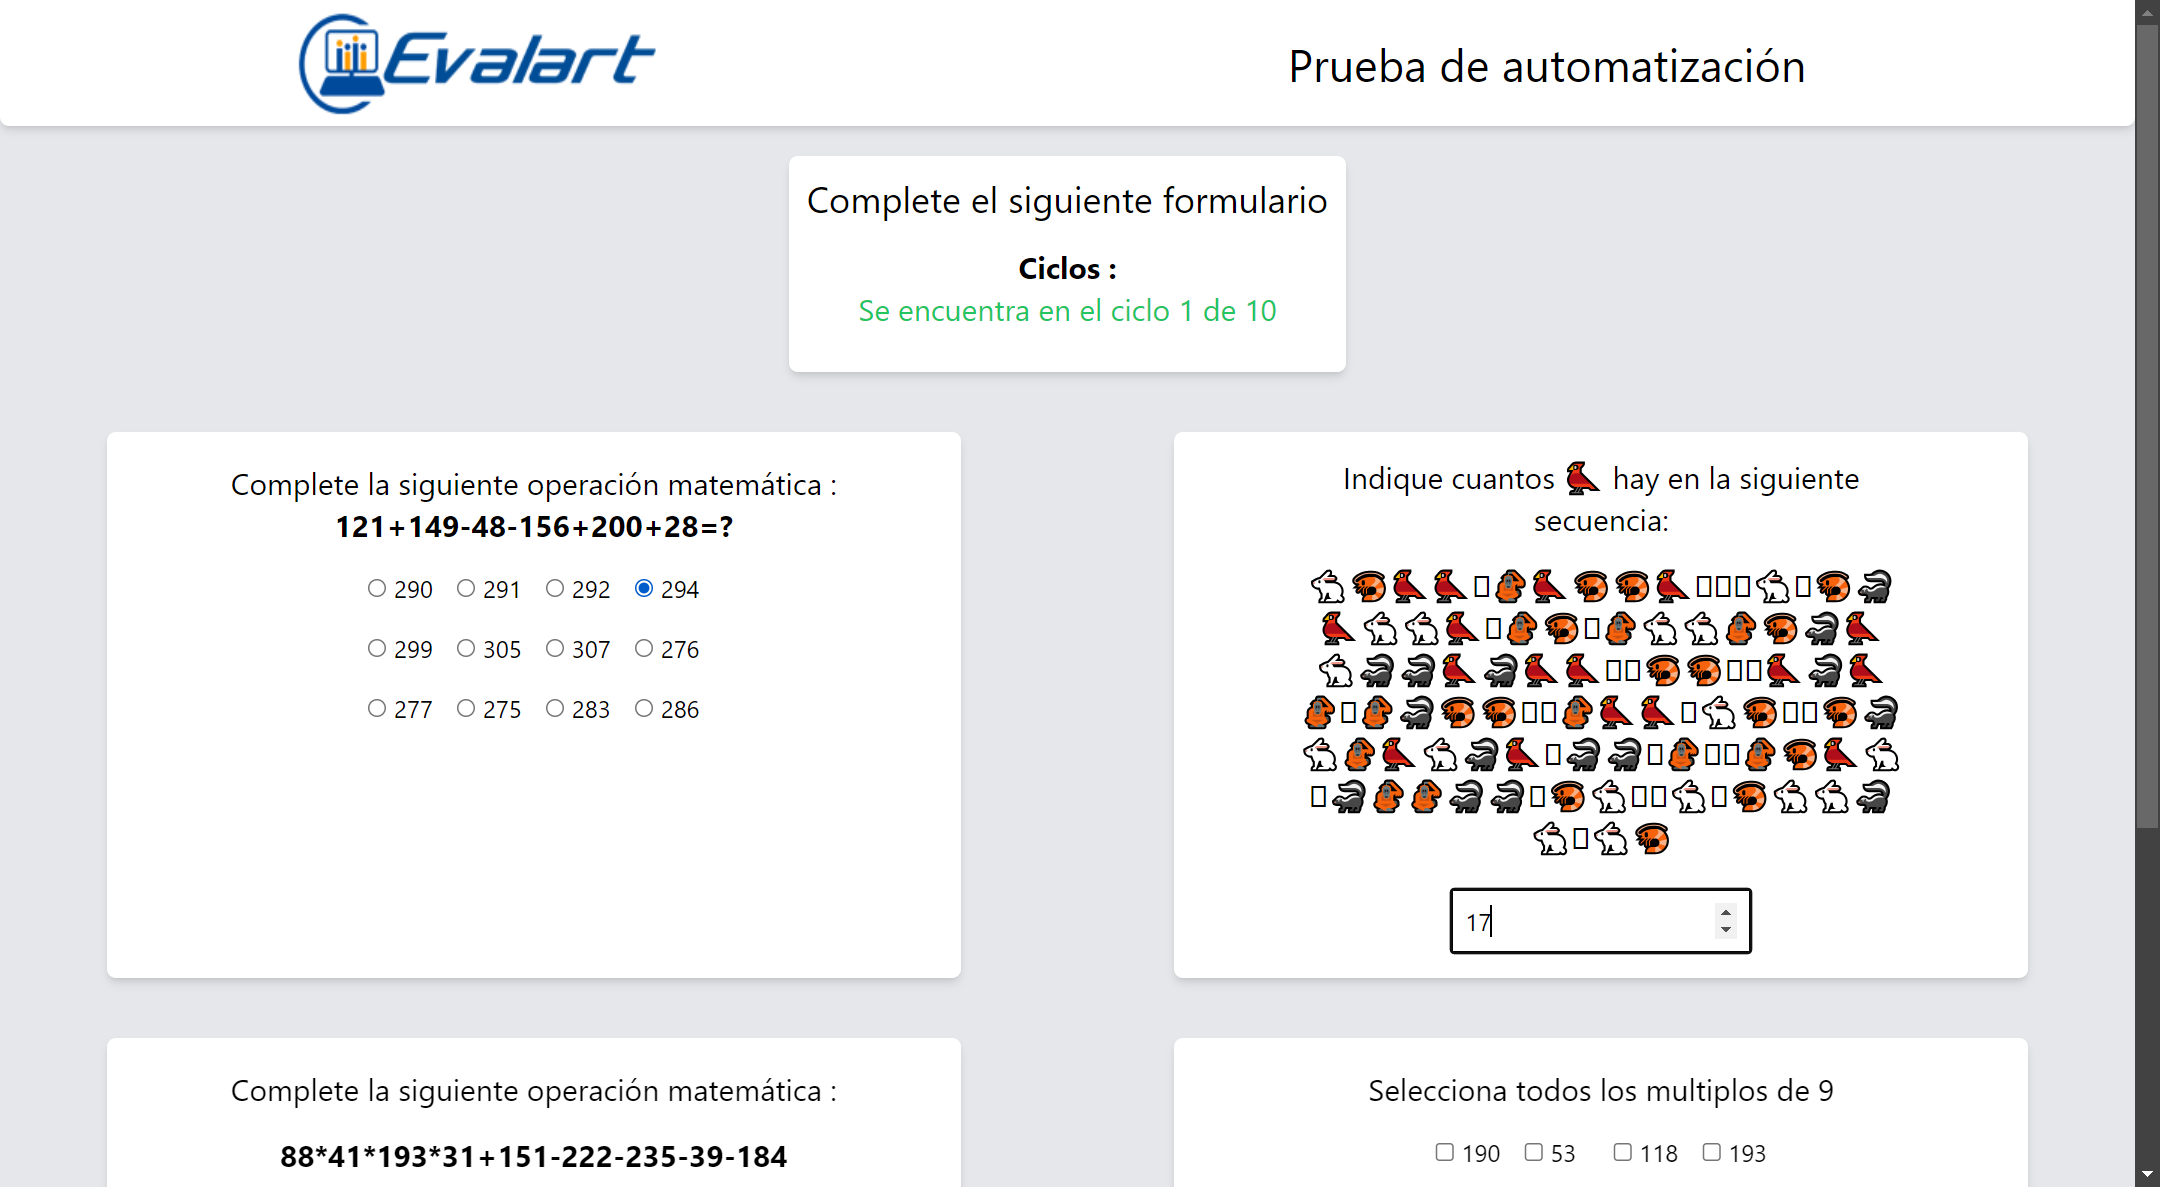 Evalart
Prueba de automatización
Complete el siguiente formulario
Ciclos :
Se encuentra en el ciclo 1 de 10
Complete la siguiente operación matemática :
121+149-48-156+200+28=?
290 291 292 294
299 305 307 276
277 275 283 286
Indique cuantos hay en la siguiente
secuencia:
17
Complete la siguiente operación matemática :
88*41*193*31+151-222-235-39-184
Selecciona todos los multiplos de 9
190 53 118 193